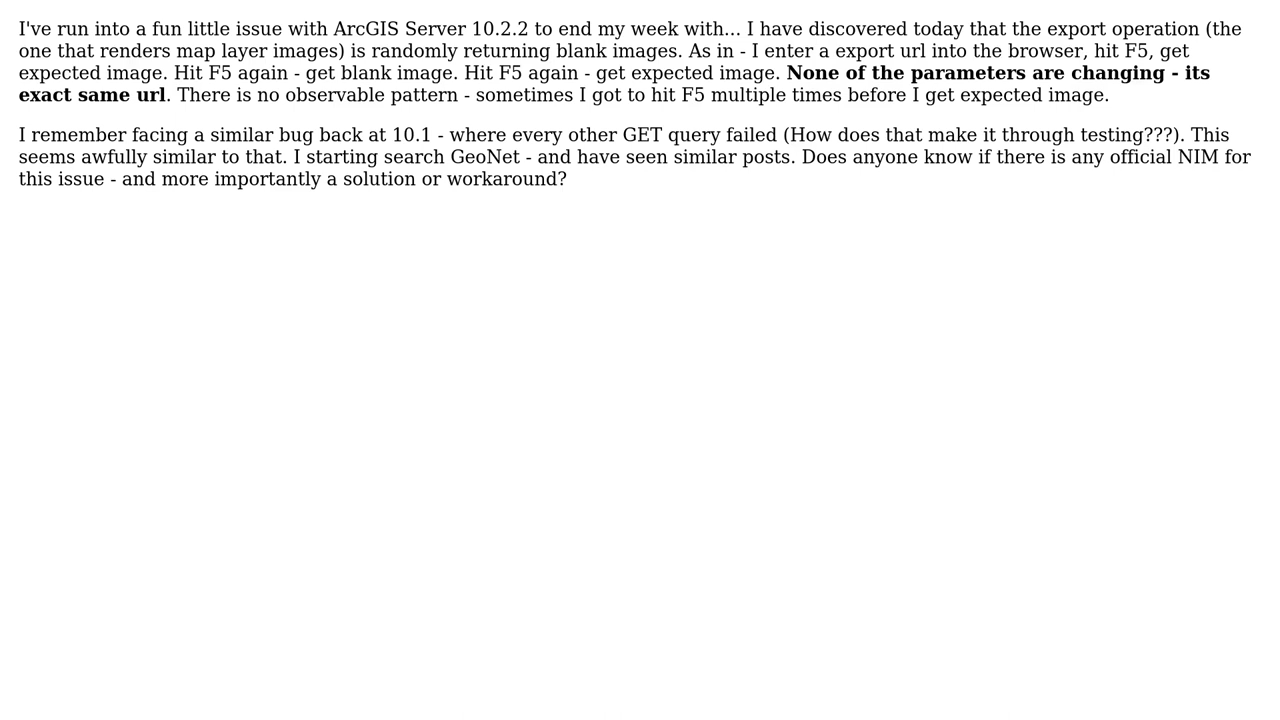 I've run into a fun little issue with ArcGIS Server 10.2.2 to end my week with... I have discovered today that the export operation (the
one that renders map layer images) is randomly returning blank images. As in - I enter a export url into the browser, hit F5, get
expected image. Hit F5 again - get blank image. Hit F5 again - get expected image. None of the parameters are changing - its
exact same url. There is no observable pattern - sometimes I got to hit F5 multiple times before I get expected image.
I remember facing a similar bug back at 10.1 - where every other GET query failed (How does that make it through testing???). This
seems awfully similar to that. I starting search GeoNet - and have seen similar posts. Does anyone know if there is any official NIM for
this issue - and more importantly a solution or workaround?